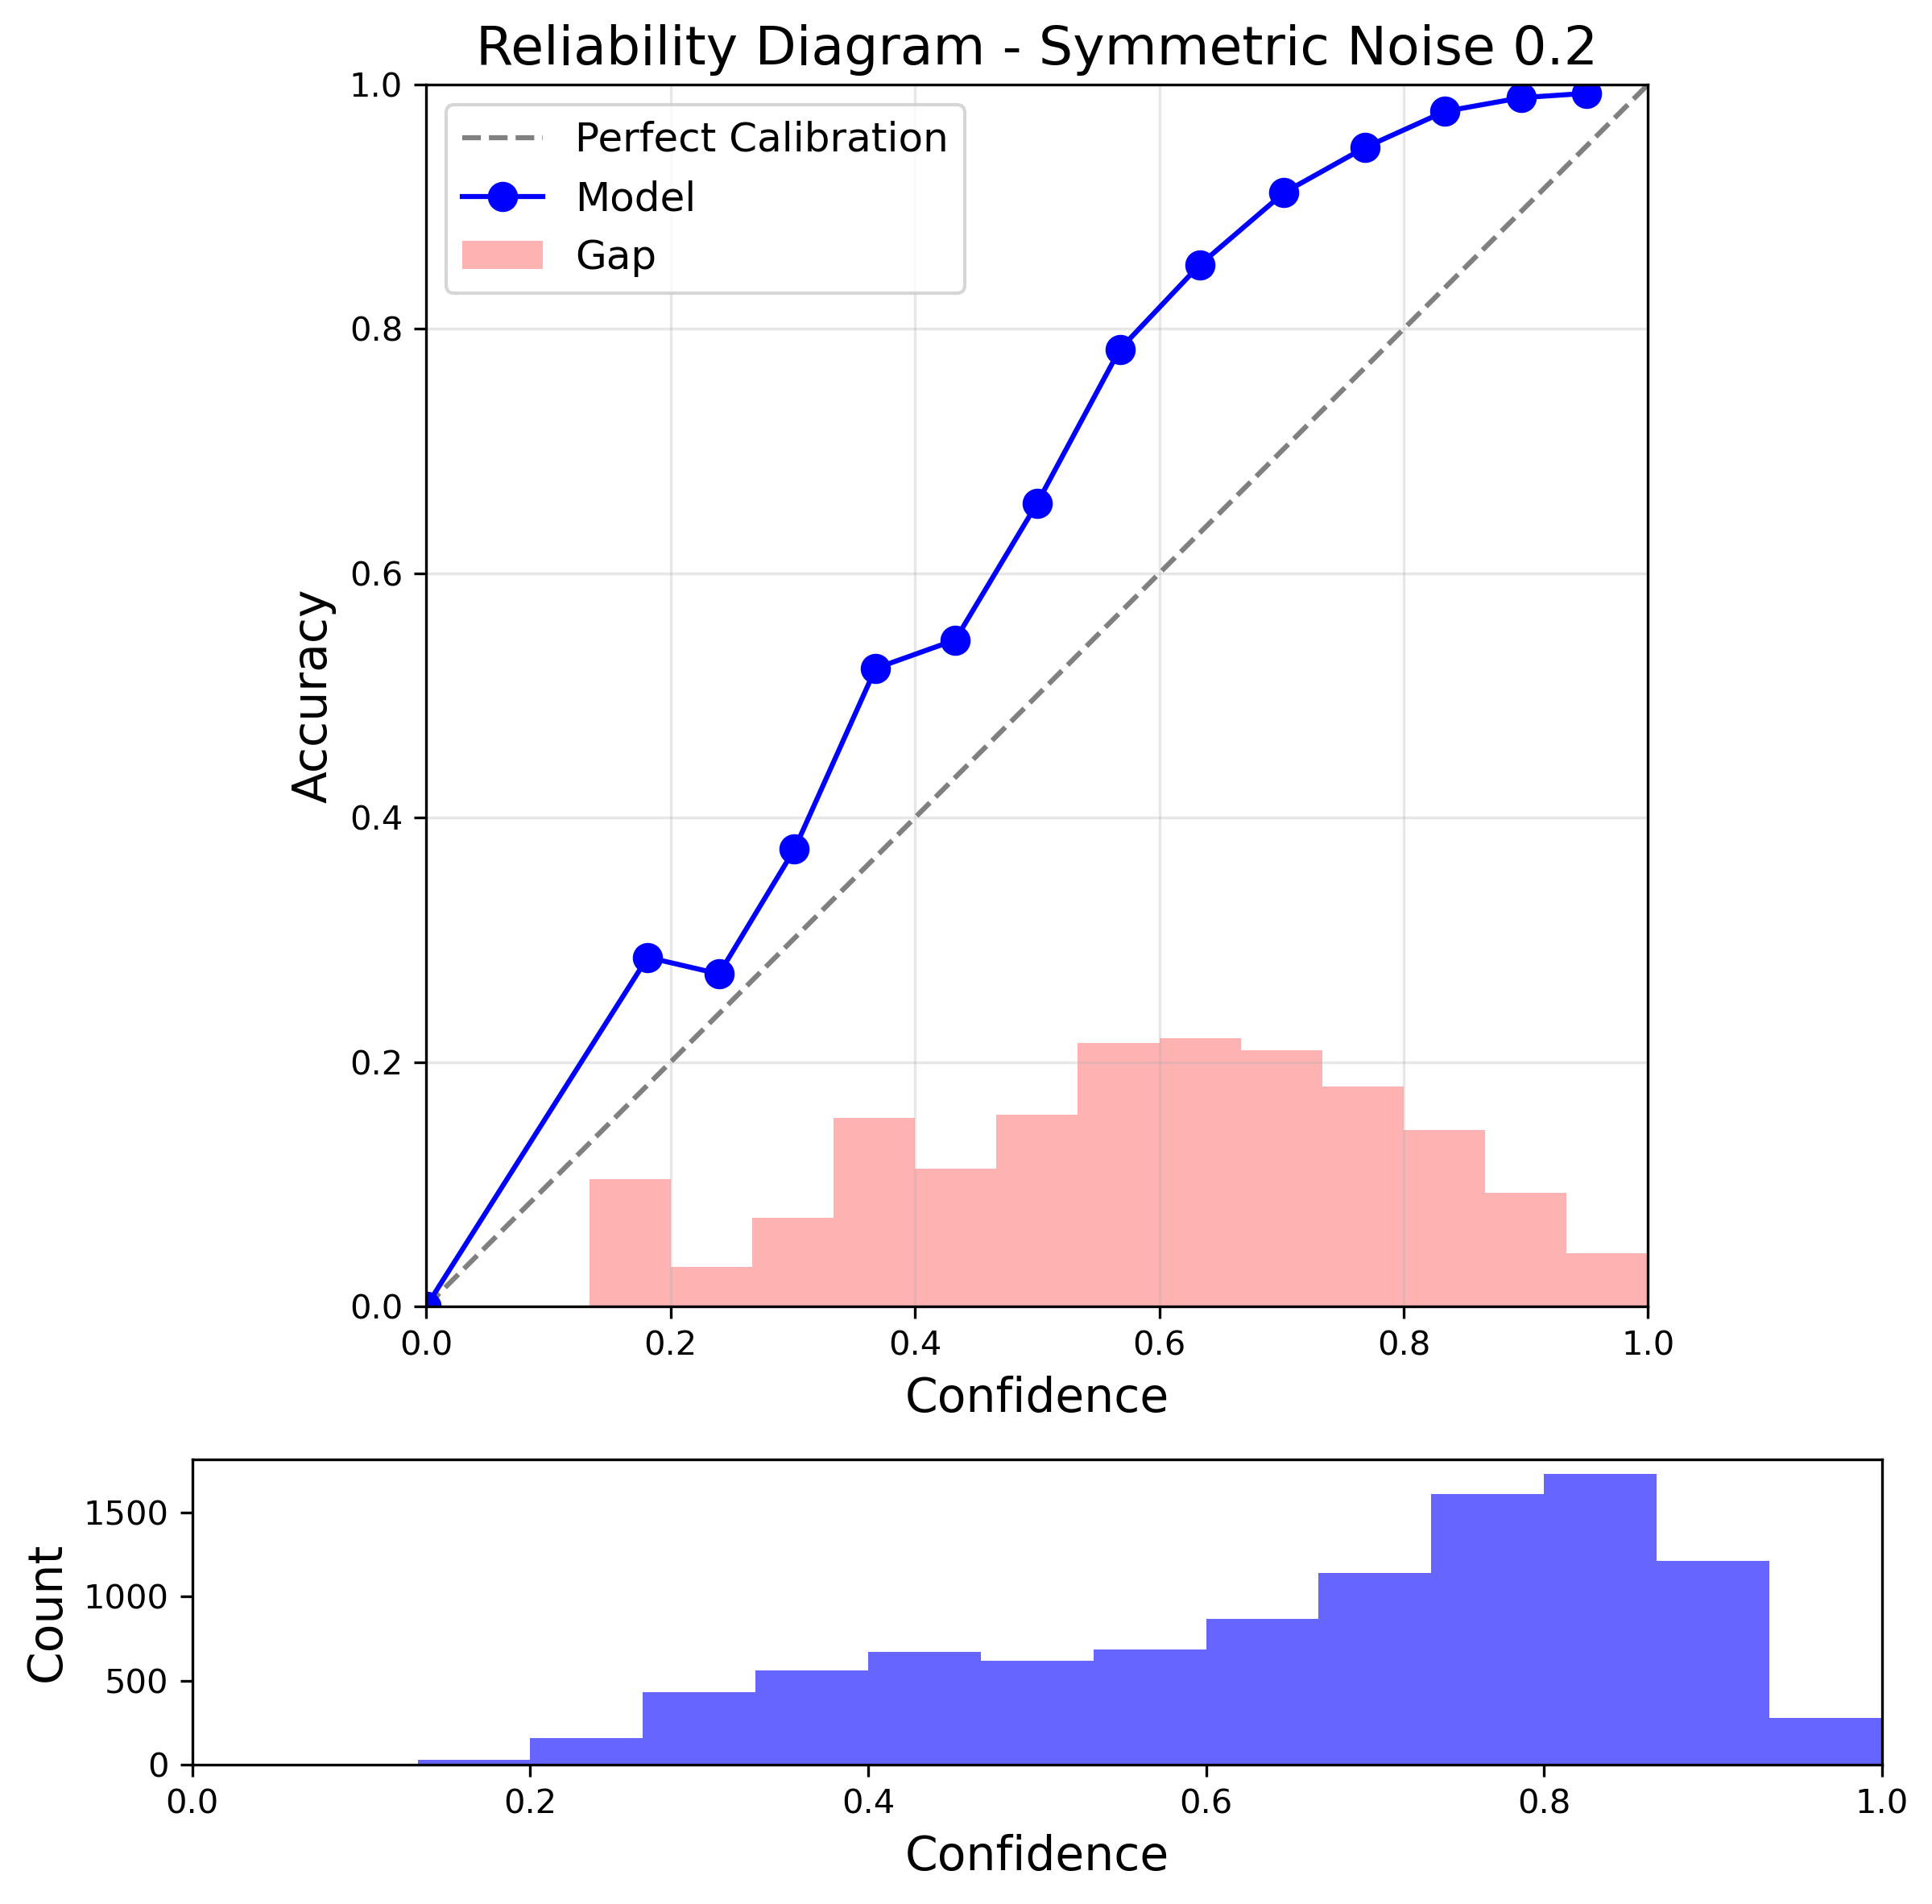 Reliability Diagram - Symmetric Noise 0.2
Perfect Calibration
Model
Gap
1.0
0.8
0.6
0.4
0.2
0.0
Accuracy
0.0 0.2 0.4 0.6 0.8 1.0
Confidence
1500
1000
500
0
Count
0.0 0.2 0.4 0.6 0.8 1.0
Confidence